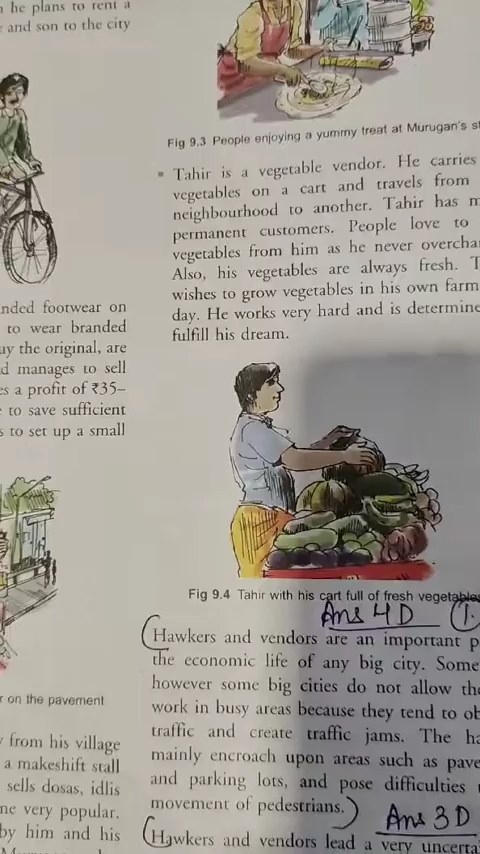 he plans to rent a
and son to the city
nded footwear on
to wear branded
ay the original, are
d manages to sell
es a profit of ₹35–
to save sufficient
s to set up a small
on the pavement
from his village
a makeshift stall
sells dosas, idlis
me very popular.
by him and his
Fig 9.3 People enjoying a yummy treat at Murugan's
Tahir is a vegetable vendor. He carries
vegetables on a cart and travels from
neighbourhood to another. Tahir has m
permanent customers. People love to
vegetables from him as he never overcha
Also, his vegetables are always fresh. T
wishes to grow vegetables in his own farm
day. He works very hard and is determine
fulfill his dream.
Fig 9.4 Tahir with his cart full of fresh vegetables
Ans 4D 1.
(Hawkers and vendors are an important p
the economic life of any big city. Some
however some big cities do not allow the
work in busy areas because they tend to ob
traffic and create traffic jams. The ha
mainly encroach upon areas such as pave
and parking lots, and pose difficulties
movement of pedestrians.)
Ans 3D
(Hawkers and vendors lead a very uncerta